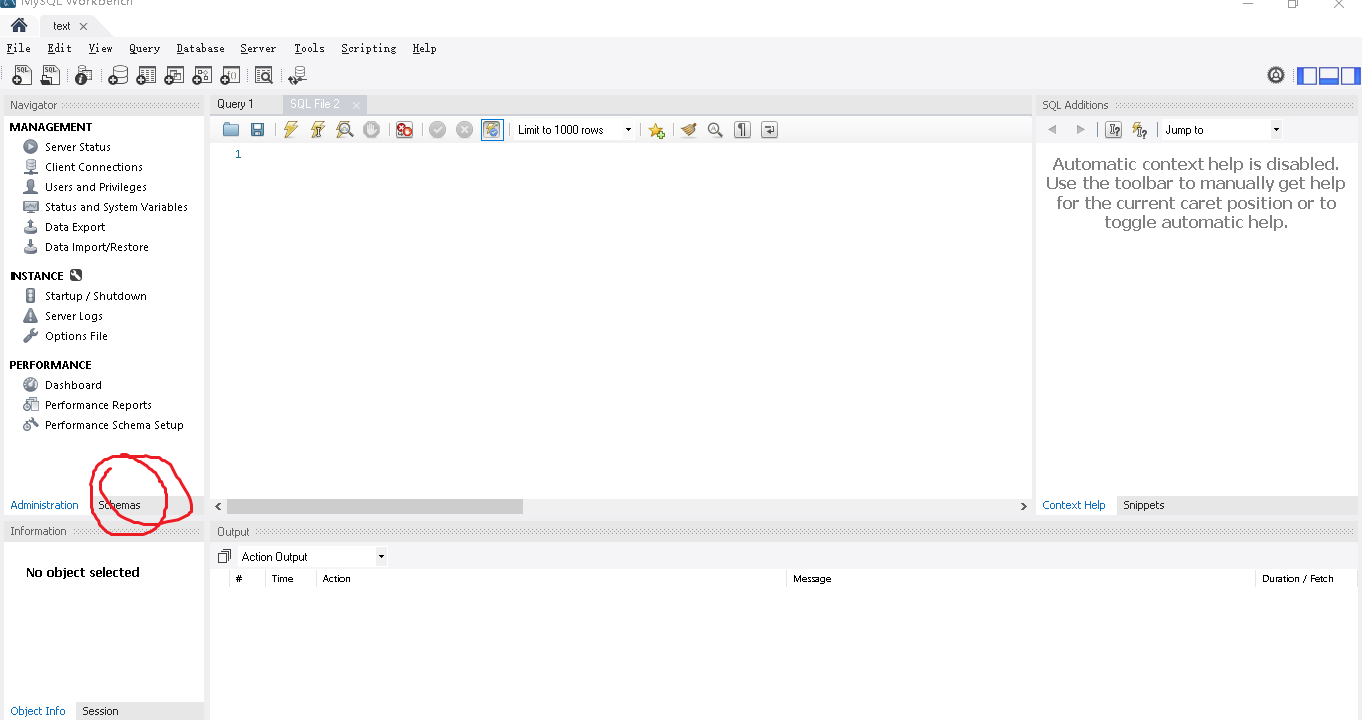 MySQL Workbench
text
File Edit View Query Database Server Tools Scripting Help
Navigator
MANAGEMENT
Server Status
Client Connections
Users and Privileges
Status and System Variables
Data Export
Data Import/Restore
INSTANCE
Startup / Shutdown
Server Logs
Options File
PERFORMANCE
Dashboard
Performance Reports
Performance Schema Setup
Administration Schemas
Information
No object selected
Object Info Session
Query 1 SQL File 2
Limit to 1000 rows
1
Output
Action Output
# Time Action Message Duration / Fetch
SQL Additions
Jump to
Automatic context help is disabled.
Use the toolbar to manually get help
for the current caret position or to
toggle automatic help.
Context Help Snippets